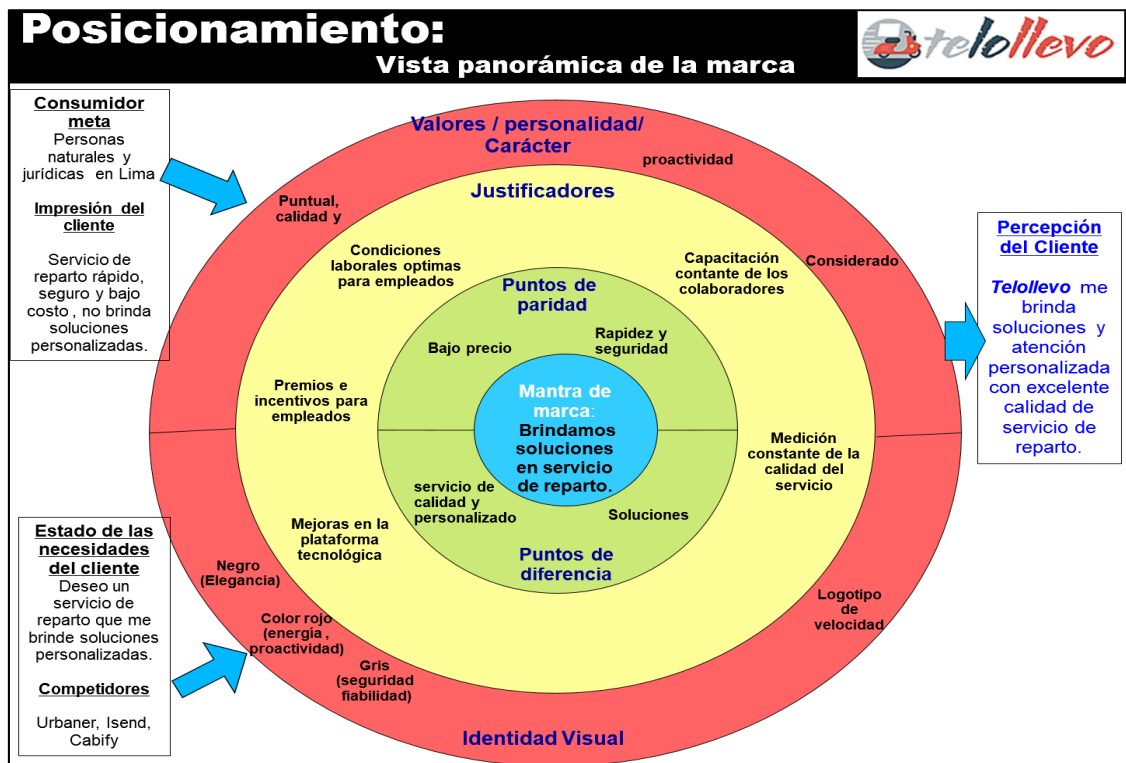 Posicionamiento:
Vista panorámica de la marca
telollevo
Consumidor
meta
Personas
naturales y
jurídicas en Lima
Impresión del
cliente
Servicio de
reparto rápido,
seguro y bajo
costo , no brinda
soluciones
personalizadas.
Estado de las
necesidades
del cliente
Deseo un
servicio de
reparto que me
brinde soluciones
personalizadas.
Competidores
Urbaner, Isend,
Cabify
Valores / personalidad/
Carácter
proactividad
Puntual,
calidad y
Considerado
Justificadores
Condiciones
laborales optimas
para empleados
Capacitación
contante de los
colaboradores
Premios e
incentivos para
empleados
Medición
constante de la
calidad del
servicio
Mejoras en la
plataforma
tecnológica
Puntos de
paridad
Bajo precio
Rapidez y
seguridad
Mantra de
marca:
Brindamos
soluciones
en servicio
de reparto.
servicio de
calidad y
personalizado
Soluciones
Puntos de
diferencia
Negro
(Elegancia)
Color rojo
(energía ,
proactividad)
Gris
(seguridad
fiabilidad)
Logotipo
de
velocidad
Identidad Visual
Percepción
del Cliente
Telollevo me
brinda
soluciones y
atención
personalizada
con excelente
calidad de
servicio de
reparto.